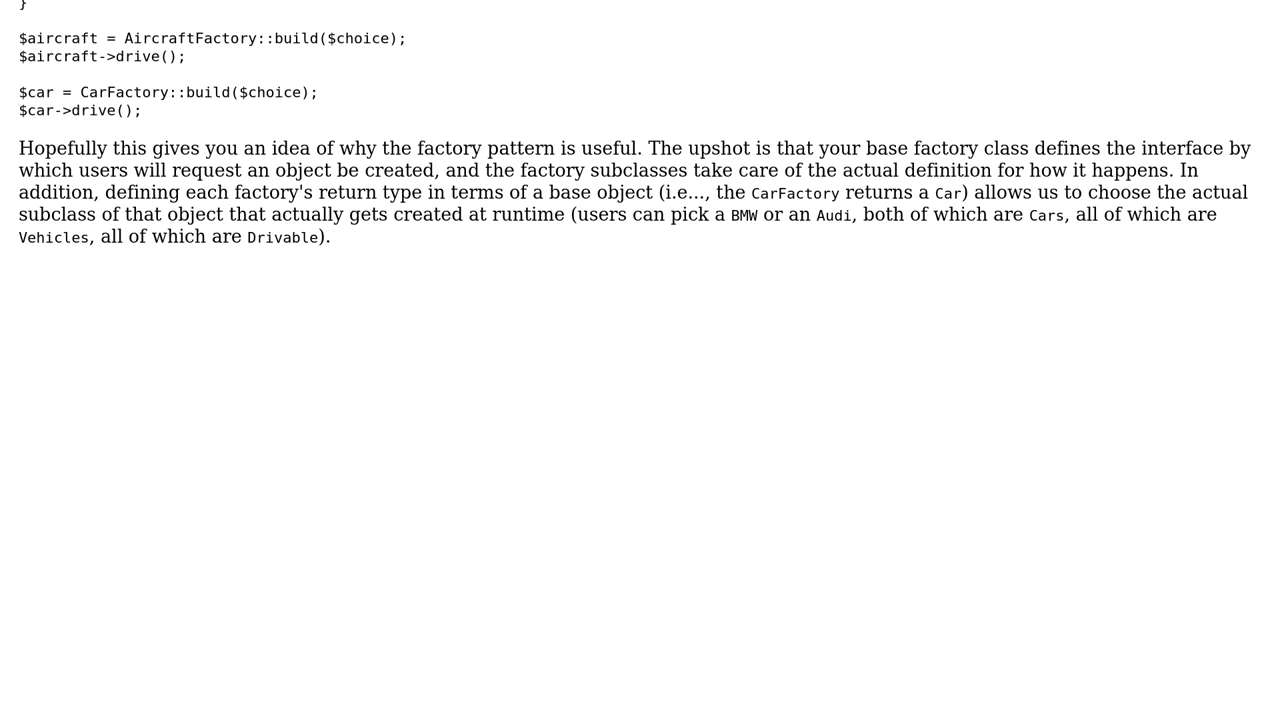 }
$aircraft = AircraftFactory::build($choice);
$aircraft->drive();
$car = CarFactory::build($choice);
$car->drive();
Hopefully this gives you an idea of why the factory pattern is useful. The upshot is that your base factory class defines the interface by
which users will request an object be created, and the factory subclasses take care of the actual definition for how it happens. In
addition, defining each factory's return type in terms of a base object (i.e..., the CarFactory returns a Car) allows us to choose the actual
subclass of that object that actually gets created at runtime (users can pick a BMW or an Audi, both of which are Cars, all of which are
Vehicles, all of which are Drivable).